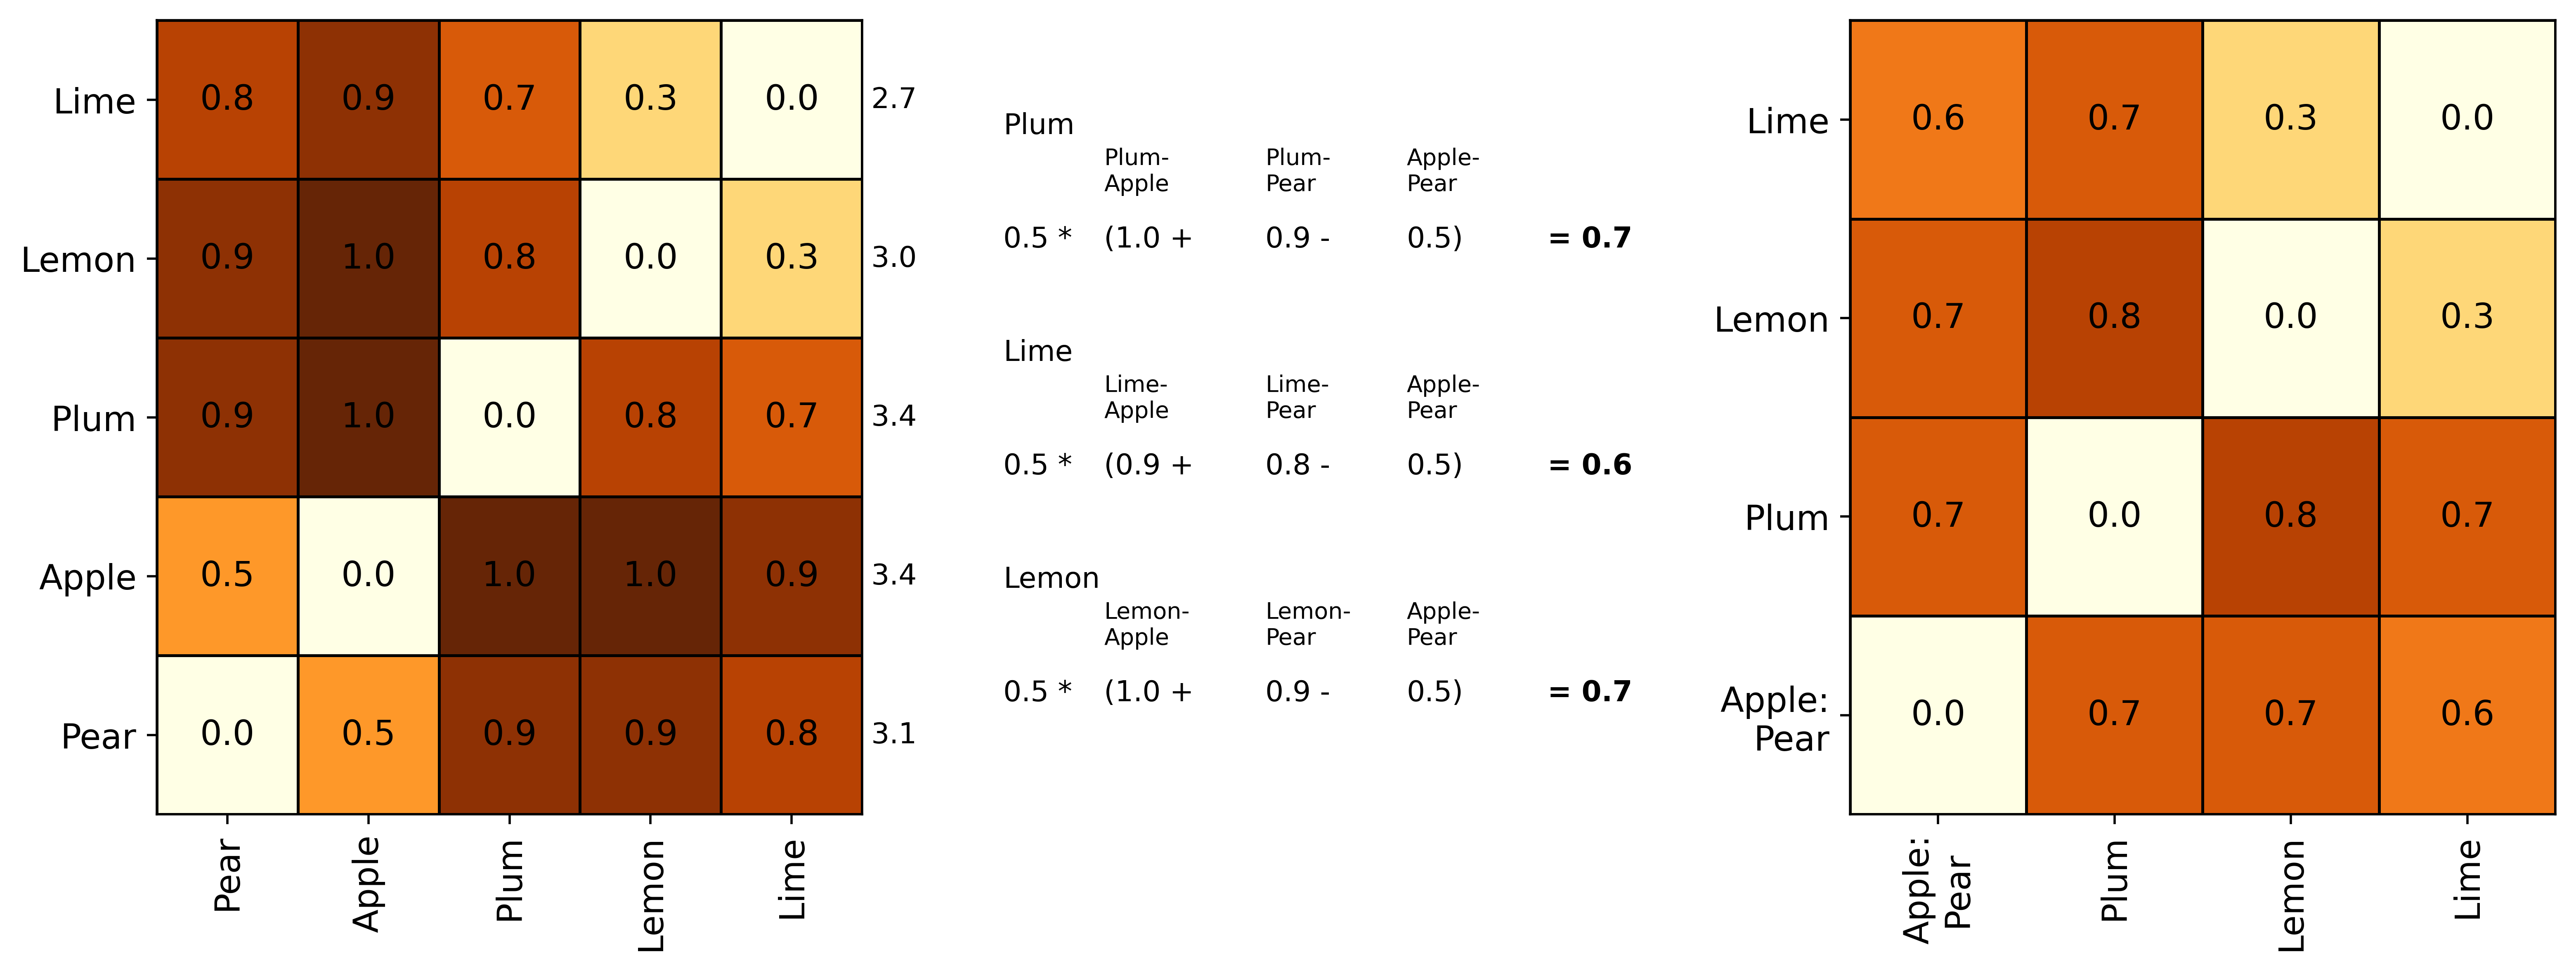 Lime 0.8 0.9 0.7 0.3 0.0 2.7
Lemon 0.9 1.0 0.8 0.0 0.3 3.0
Plum 0.9 1.0 0.0 0.8 0.7 3.4
Apple 0.5 0.0 1.0 1.0 0.9 3.4
Pear 0.0 0.5 0.9 0.9 0.8 3.1
Pear Apple Plum Lemon Lime
Plum
Plum- Plum- Apple-
Apple Pear Pear
0.5 * (1.0 + 0.9 - 0.5) = 0.7
Lime
Lime- Lime- Apple-
Apple Pear Pear
0.5 * (0.9 + 0.8 - 0.5) = 0.6
Lemon
Lemon- Lemon- Apple-
Apple Pear Pear
0.5 * (1.0 + 0.9 - 0.5) = 0.7
Lime 0.6 0.7 0.3 0.0
Lemon 0.7 0.8 0.0 0.3
Plum 0.7 0.0 0.8 0.7
Apple:
Pear 0.0 0.7 0.7 0.6
Apple:
Pear Plum Lemon Lime